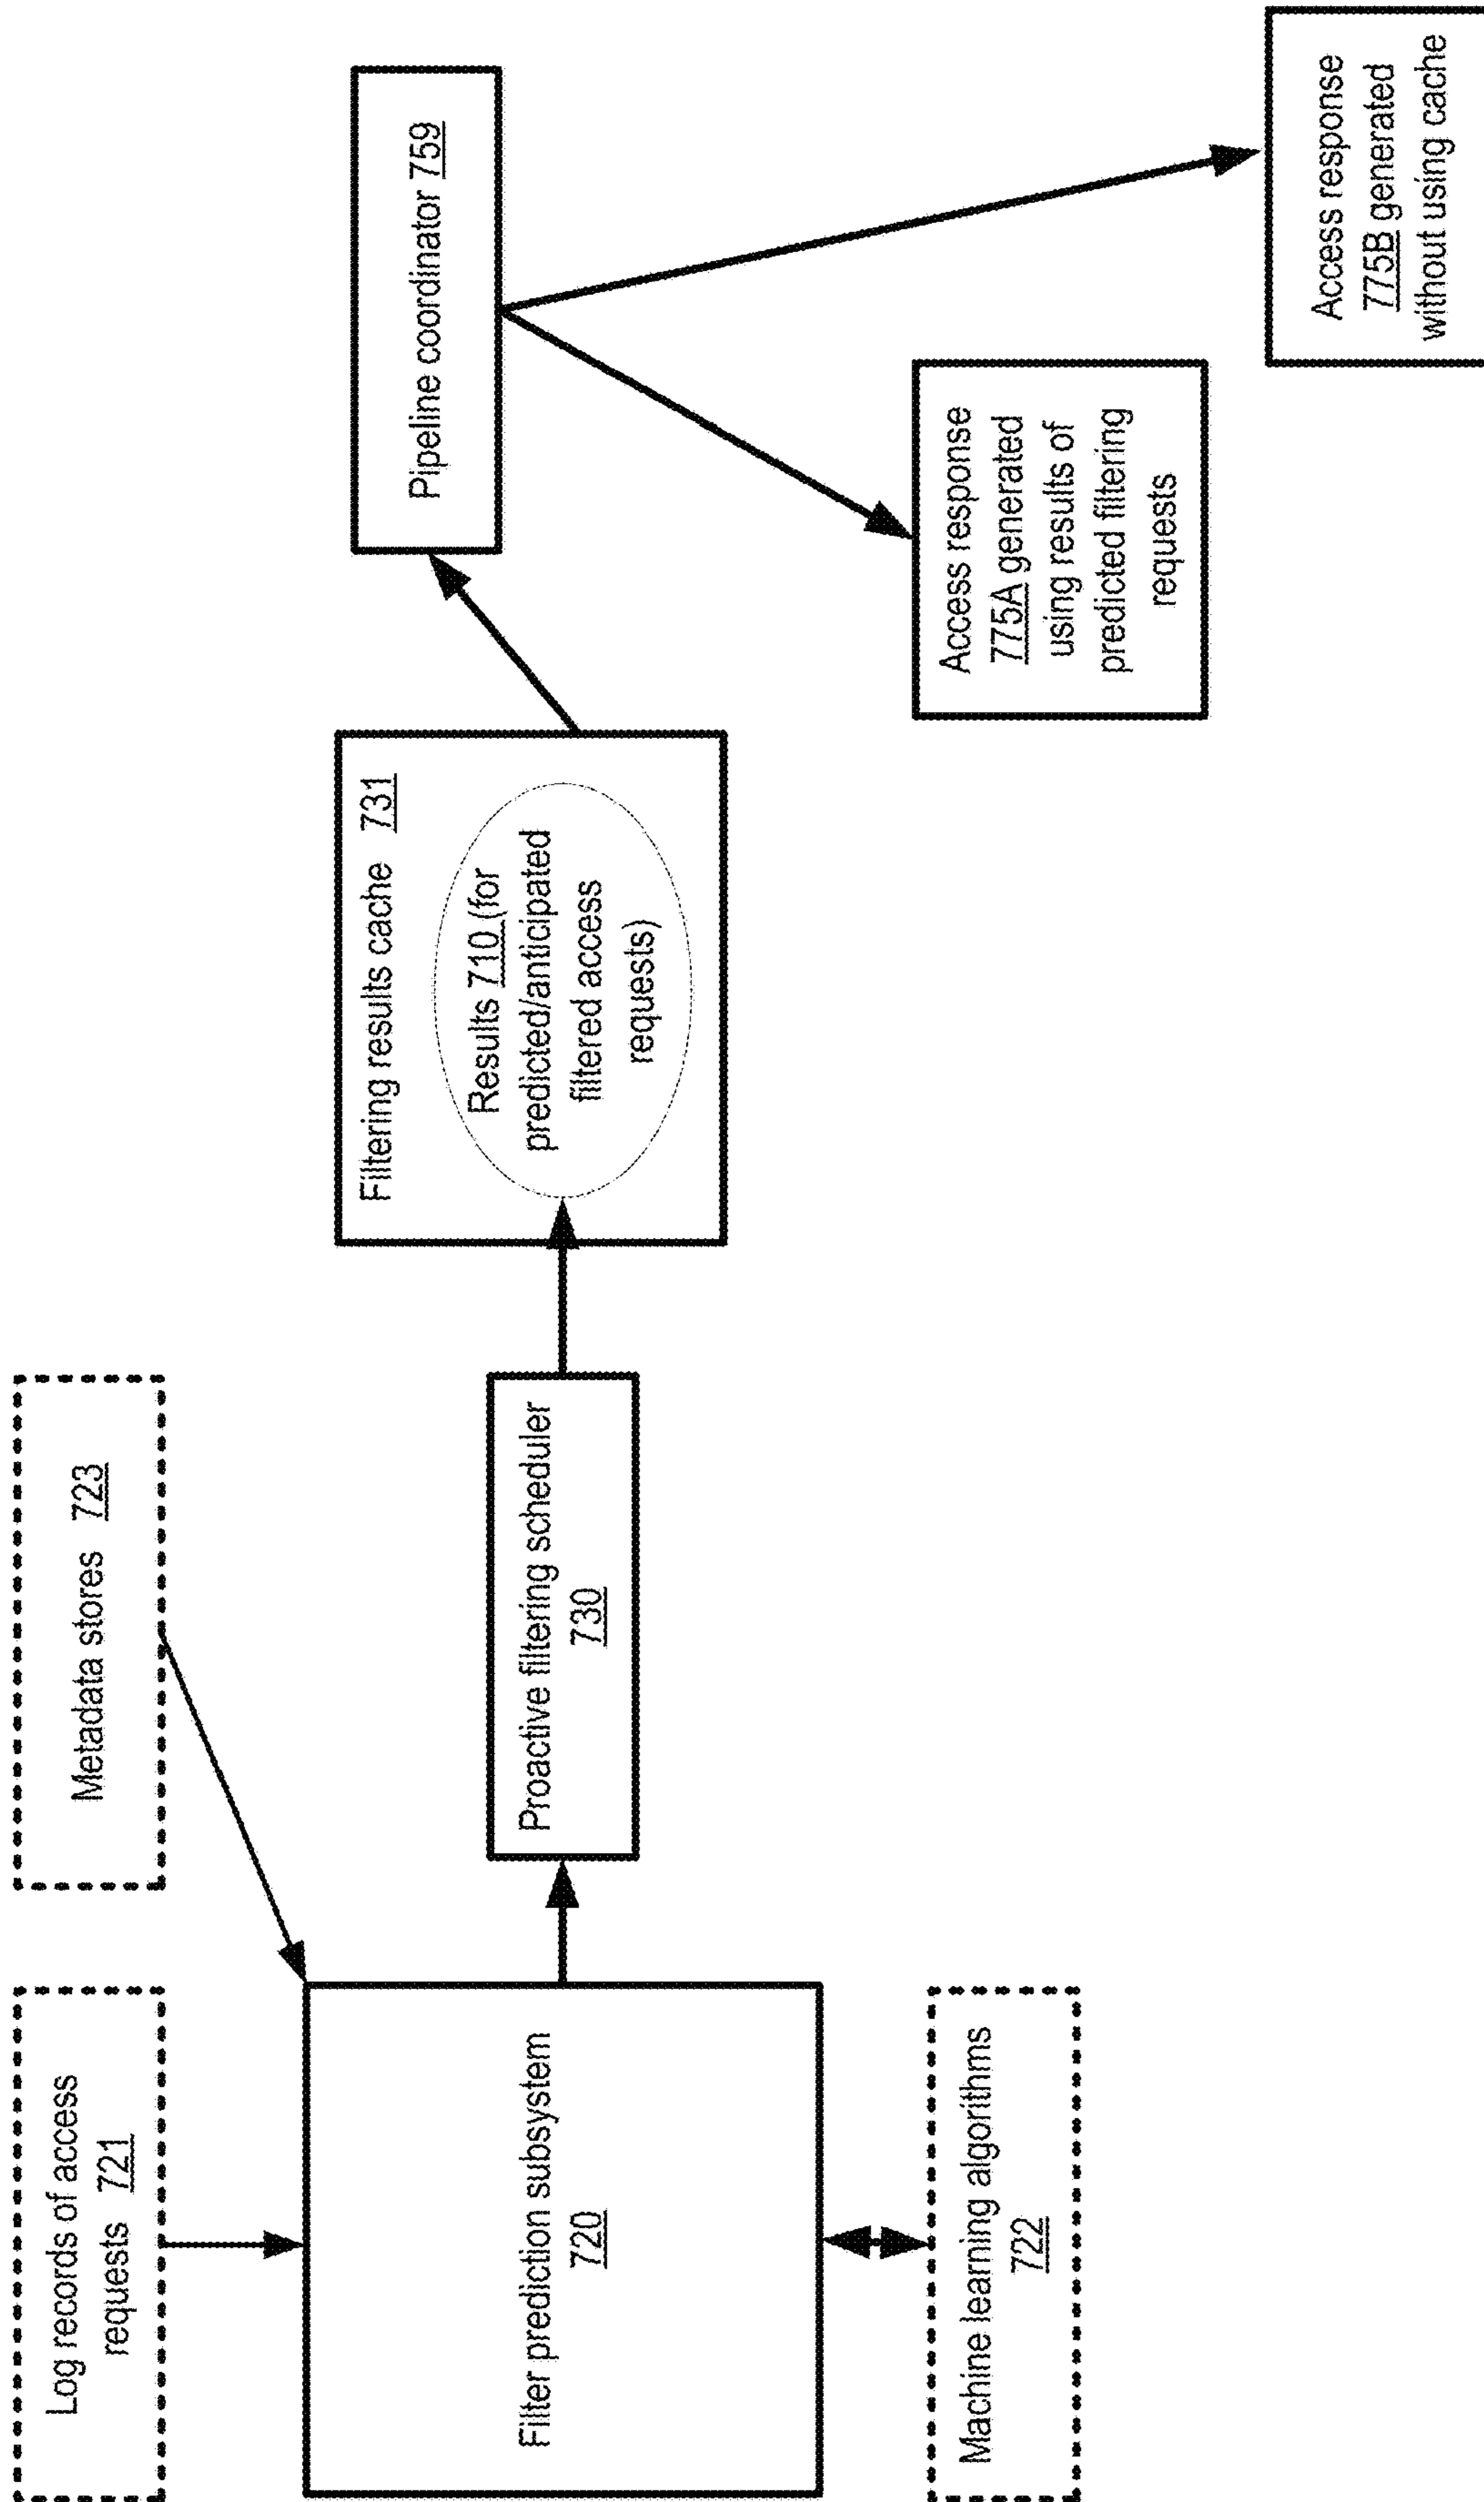 Log records of access
requests 721
Metadata stores 723
Filter prediction subsystem
720
Machine learning algorithms
722
Proactive filtering scheduler
730
Filtering results cache 731
Results 710 (for
predicted/anticipated
filtered access
requests)
Pipeline coordinator 759
Access response
775A generated
using results of
predicted filtering
requests
Access response
775B generated
without using cache